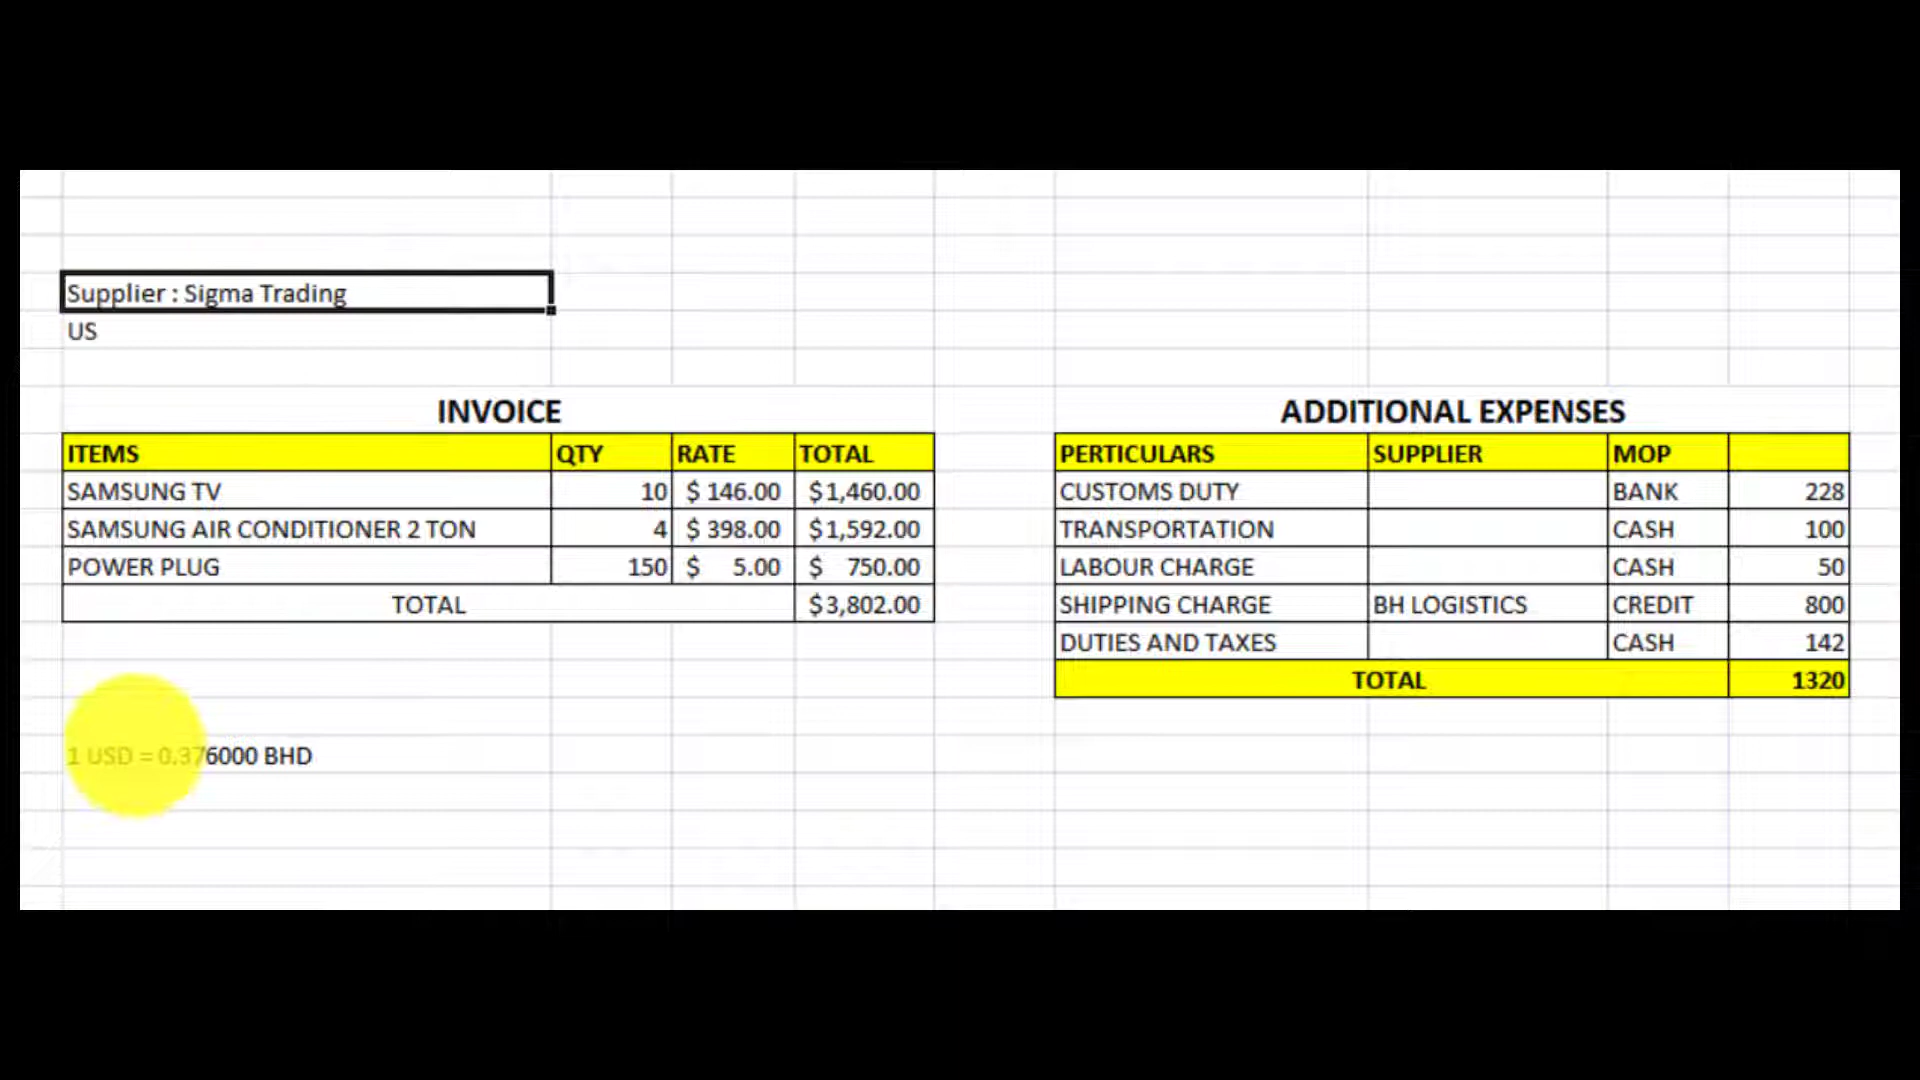 Supplier : Sigma Trading
US
INVOICE
ITEMS QTY RATE TOTAL
SAMSUNG TV 10 $ 146.00 $1,460.00
SAMSUNG AIR CONDITIONER 2 TON 4 $ 398.00 $1,592.00
POWER PLUG 150 $ 5.00 $ 750.00
TOTAL $3,802.00
1 USD = 0.376000 BHD
ADDITIONAL EXPENSES
PERTICULARS SUPPLIER MOP
CUSTOMS DUTY BANK 228
TRANSPORTATION CASH 100
LABOUR CHARGE CASH 50
SHIPPING CHARGE BH LOGISTICS CREDIT 800
DUTIES AND TAXES CASH 142
TOTAL 1320